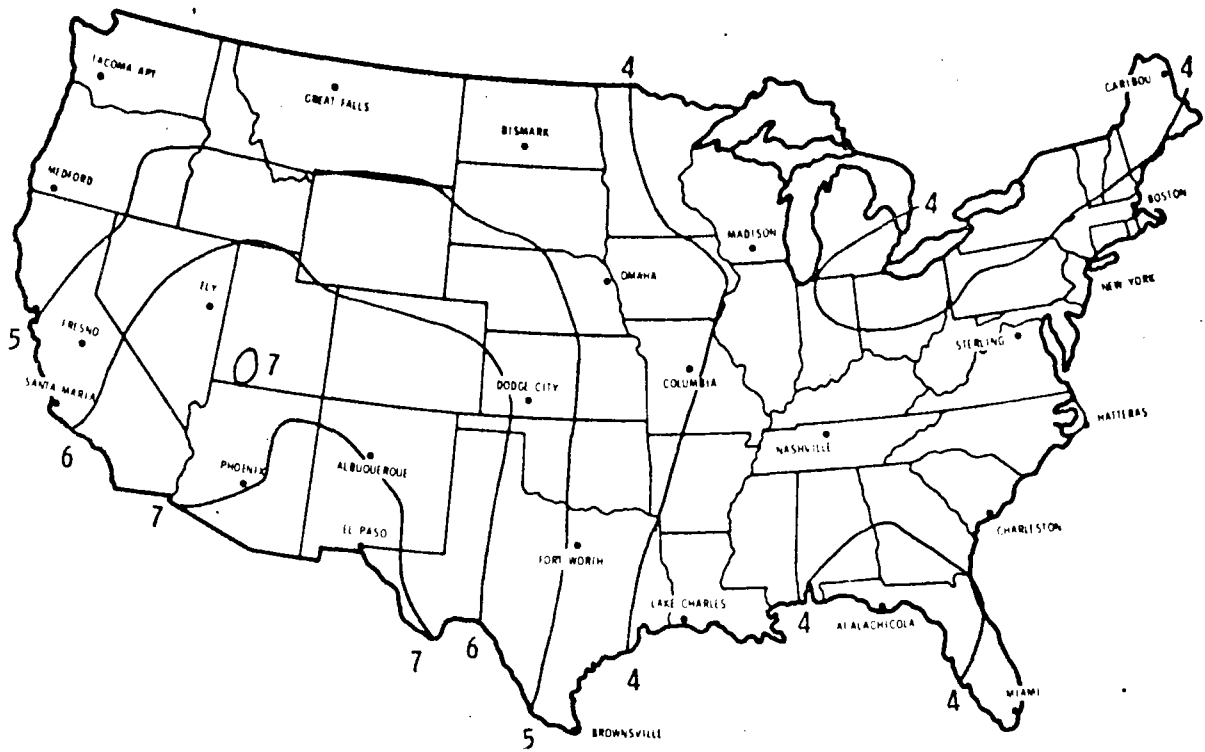 4
TACOMA APT
GREAT FALLS
BISMARK
CARIBOU
4
MEDFORD
MADISON
4
BOSTON
ELY
OMAHA
NEW YORK
5
FRESNO
7
STERLING
SANTA MARIA
DODGE CITY
COLUMBIA
HATTERAS
6
PHOENIX
ALBUQUERQUE
NASHVILLE
7
EL PASO
FORT WORTH
CHARLESTON
LAKE CHARLES
4
APALACHICOLA
7
6
4
4
MIAMI
5
BROWNSVILLE